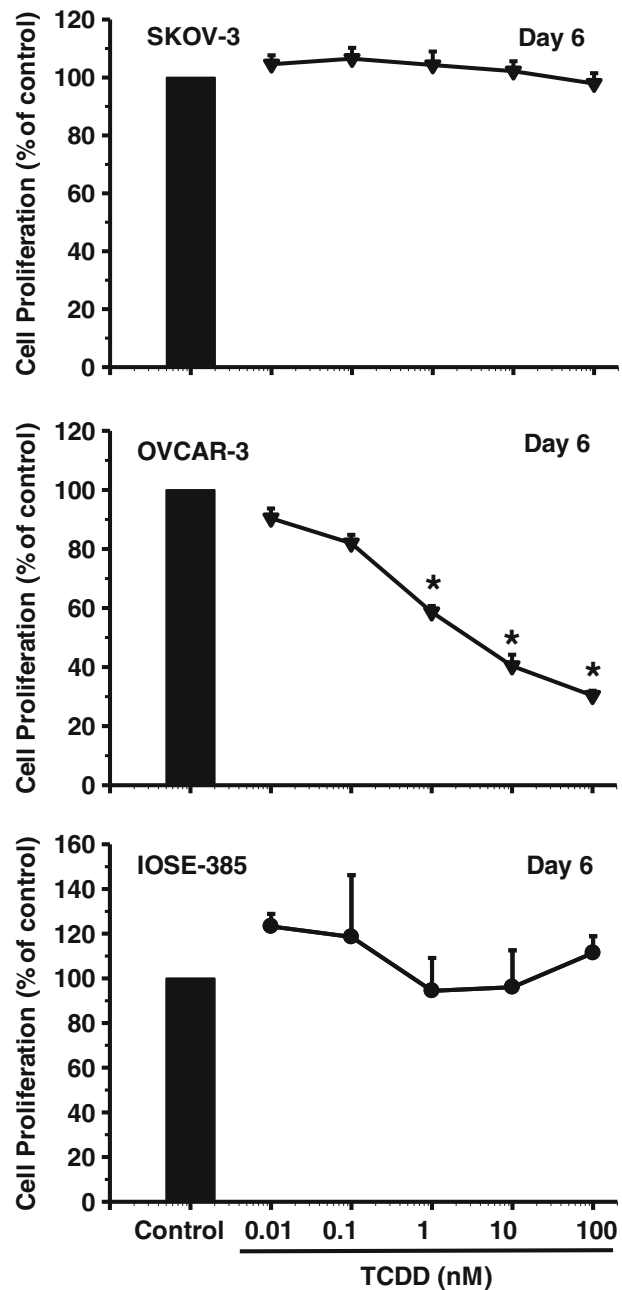 Cell Proliferation (% of control)
SKOV-3
Day 6
120
100
80
60
40
20
0
Cell Proliferation (% of control)
OVCAR-3
Day 6
120
100
80
60
40
20
0
*
*
*
Cell Proliferation (% of control)
IOSE-385
Day 6
160
140
120
100
80
60
40
20
0
Control 0.01 0.1 1 10 100
TCDD (nM)